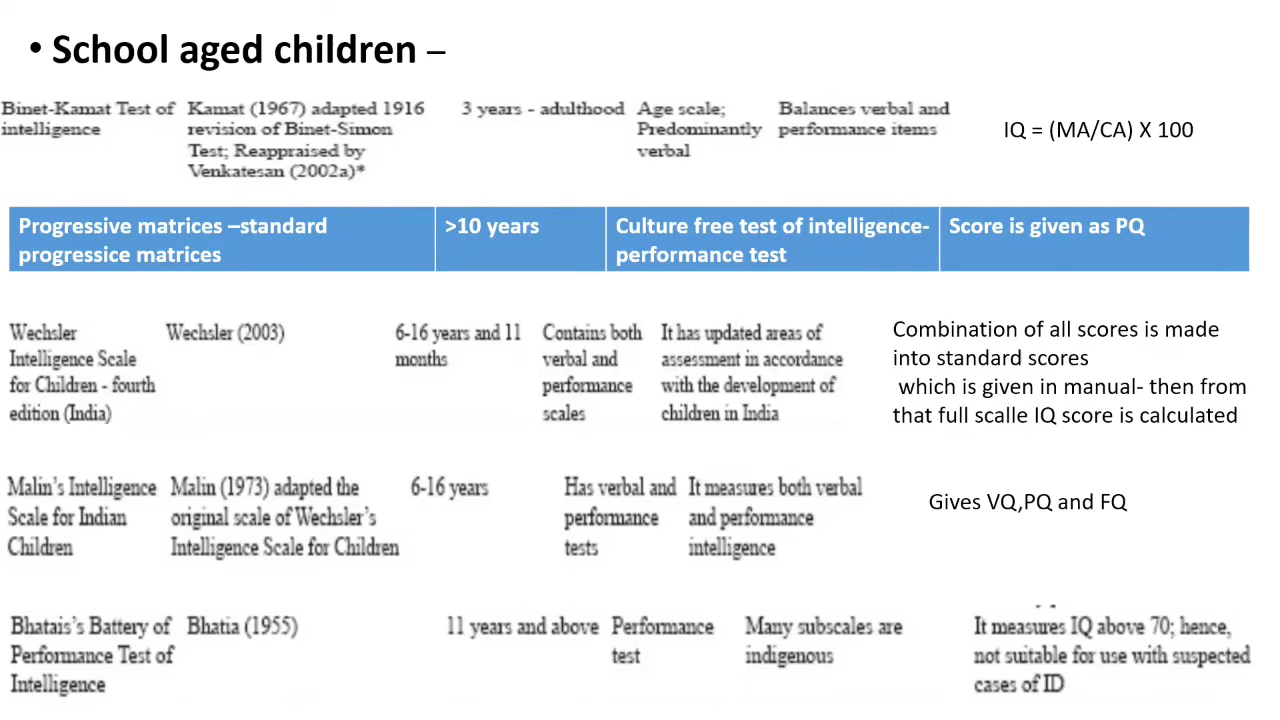 • School aged children –
Binet-Kamat Test of
intelligence
Kamat (1967) adapted 1916
revision of Binet-Simon
Test; Reappraised by
Venkatesan (2002a)*
3 years - adulthood
Age scale;
Predominantly
verbal
Balances verbal and
performance items
IQ = (MA/CA) X 100
Progressive matrices –standard
progressice matrices
>10 years
Culture free test of intelligence-
performance test
Score is given as PQ
Wechsler
Intelligence Scale
for Children - fourth
edition (India)
Wechsler (2003)
6-16 years and 11
months
Contains both
verbal and
performance
scales
It has updated areas of
assessment in accordance
with the development of
children in India
Combination of all scores is made
into standard scores
which is given in manual- then from
that full scalle IQ score is calculated
Malin's Intelligence
Scale for Indian
Children
Malin (1973) adapted the
original scale of Wechsler's
Intelligence Scale for Children
6-16 years
Has verbal and
performance
tests
It measures both verbal
and performance
intelligence
Gives VQ,PQ and FQ
Bhatais's Battery of
Performance Test of
Intelligence
Bhatia (1955)
11 years and above
Performance
test
Many subscales are
indigenous
It measures IQ above 70; hence,
not suitable for use with suspected
cases of ID